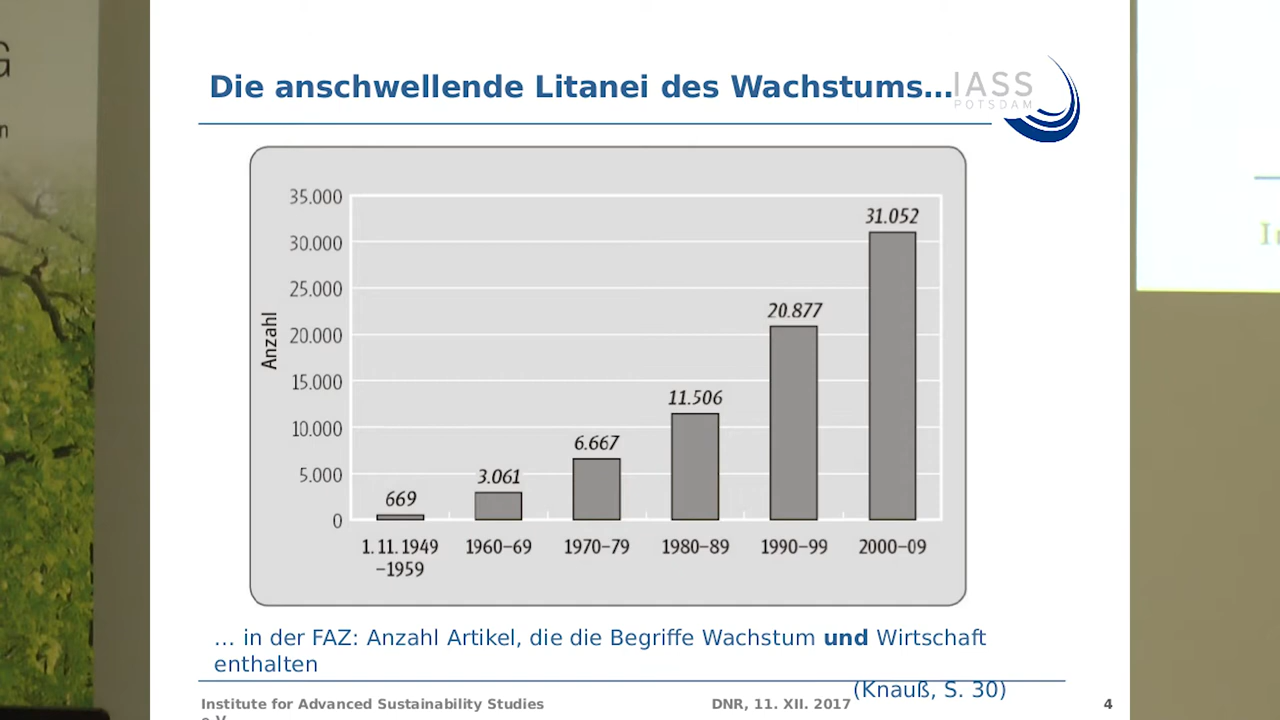 G
n
Die anschwellende Litanei des Wachstums...
IASS
POTSDAM
Anzahl
35.000
30.000
25.000
20.000
15.000
10.000
5.000
0
669
3.061
6.667
11.506
20.877
31.052
1.11.1949
–1959
1960–69
1970–79
1980–89
1990–99
2000–09
... in der FAZ: Anzahl Artikel, die die Begriffe Wachstum und Wirtschaft
enthalten
(Knauß, S. 30)
Institute for Advanced Sustainability Studies
DNR, 11. XII. 2017
4